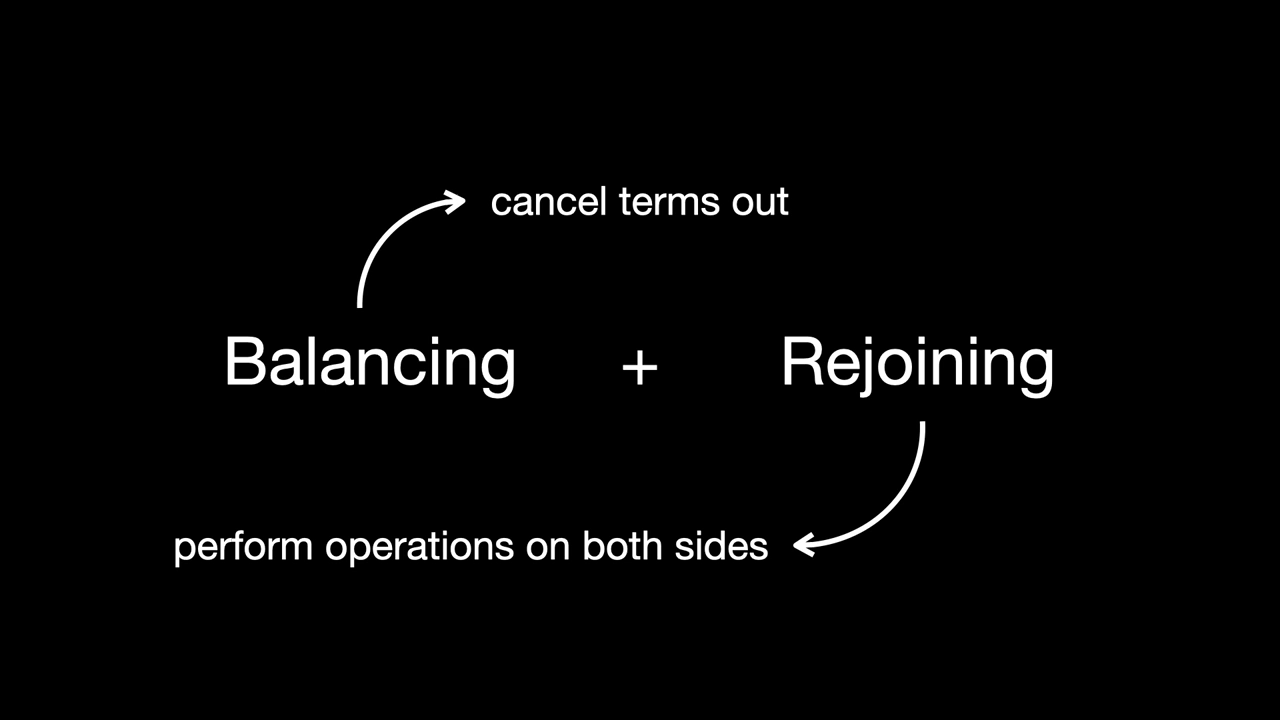 cancel terms out
Balancing + Rejoining
perform operations on both sides